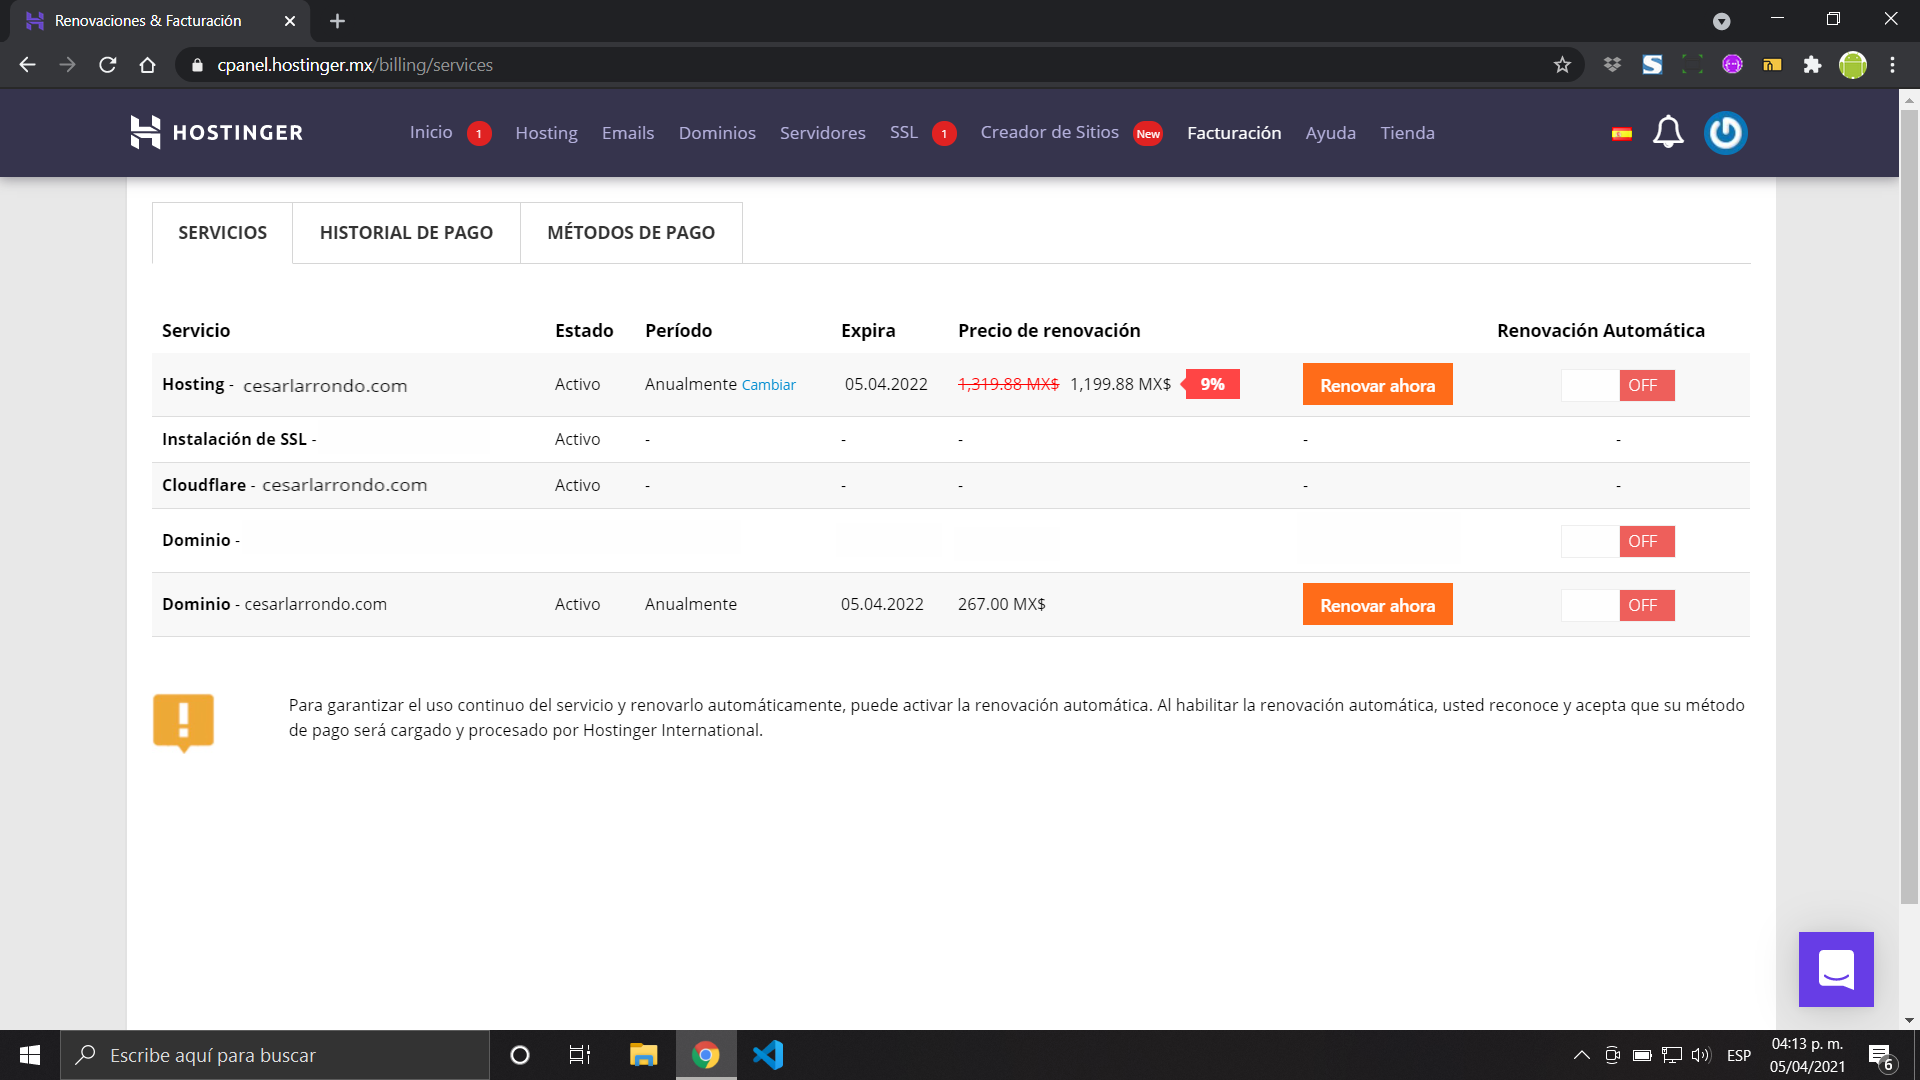 Renovaciones & Facturación
cpanel.hostinger.mx/billing/services
HOSTINGER
Inicio 1 Hosting Emails Dominios Servidores SSL 1 Creador de Sitios New Facturación Ayuda Tienda
SERVICIOS HISTORIAL DE PAGO MÉTODOS DE PAGO
Servicio Estado Período Expira Precio de renovación Renovación Automática
Hosting - cesarlarrondo.com Activo Anualmente Cambiar 05.04.2022 1,319.88 MX$ 1,199.88 MX$ 9% Renovar ahora OFF
Instalación de SSL - Activo - - - - -
Cloudflare - cesarlarrondo.com Activo - - - - -
Dominio - OFF
Dominio - cesarlarrondo.com Activo Anualmente 05.04.2022 267.00 MX$ Renovar ahora OFF
Para garantizar el uso continuo del servicio y renovarlo automáticamente, puede activar la renovación automática. Al habilitar la renovación automática, usted reconoce y acepta que su método
de pago será cargado y procesado por Hostinger International.
Escribe aquí para buscar
ESP
04:13 p. m.
05/04/2021
6